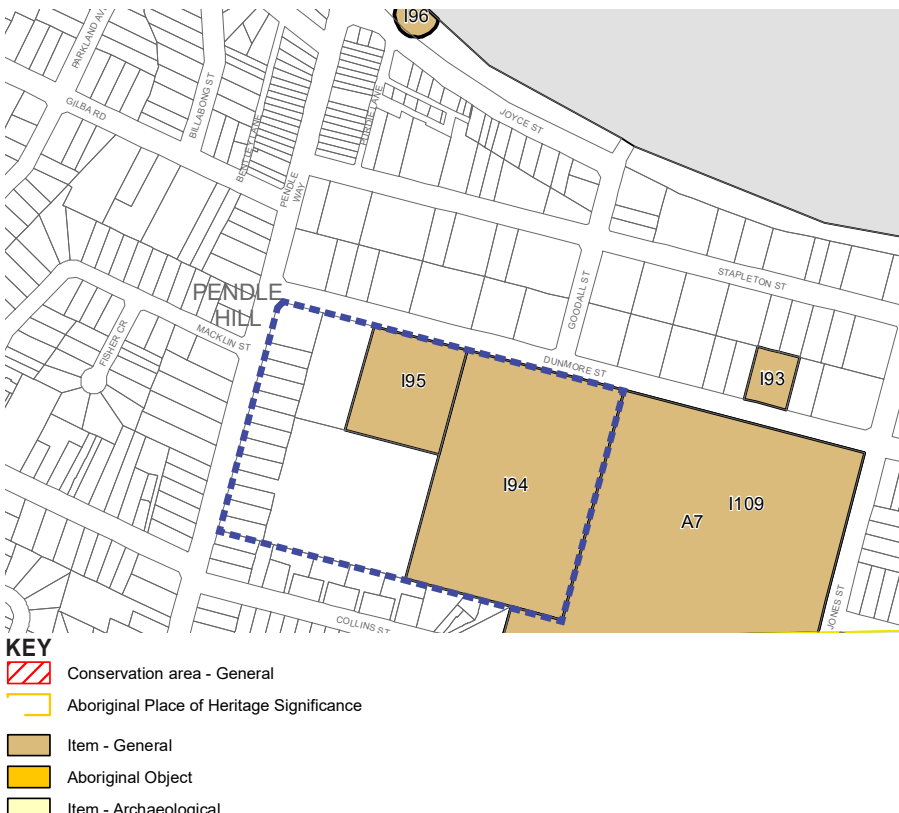 I96
PARKLAND AV
JOYCE ST
GILBA RD
BILLABONG ST
BENTLEY LANE
PURDIE LANE
PENDLE
WAY
STAPLETON ST
GOODALL ST
PENDLE
HILL
MACKLIN ST
FISHER CR
DUNMORE ST
I95
I93
I94
I109
A7
JONES ST
COLLINS ST
KEY
Conservation area - General
Aboriginal Place of Heritage Significance
Item - General
Aboriginal Object
Item - Archaeological